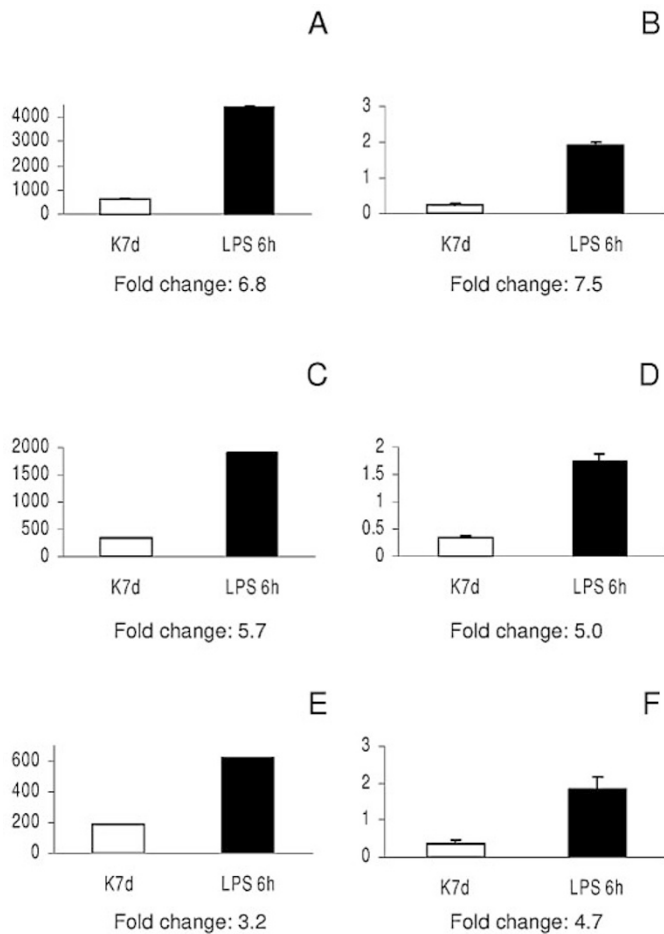 A
4000
3000
2000
1000
0
K7d LPS 6h
Fold change: 6.8
B
3
2
1
0
K7d LPS 6h
Fold change: 7.5
C
2000
1500
1000
500
0
K7d LPS 6h
Fold change: 5.7
D
2
1.5
1
0.5
0
K7d LPS 6h
Fold change: 5.0
E
600
400
200
0
K7d LPS 6h
Fold change: 3.2
F
3
2
1
0
K7d LPS 6h
Fold change: 4.7